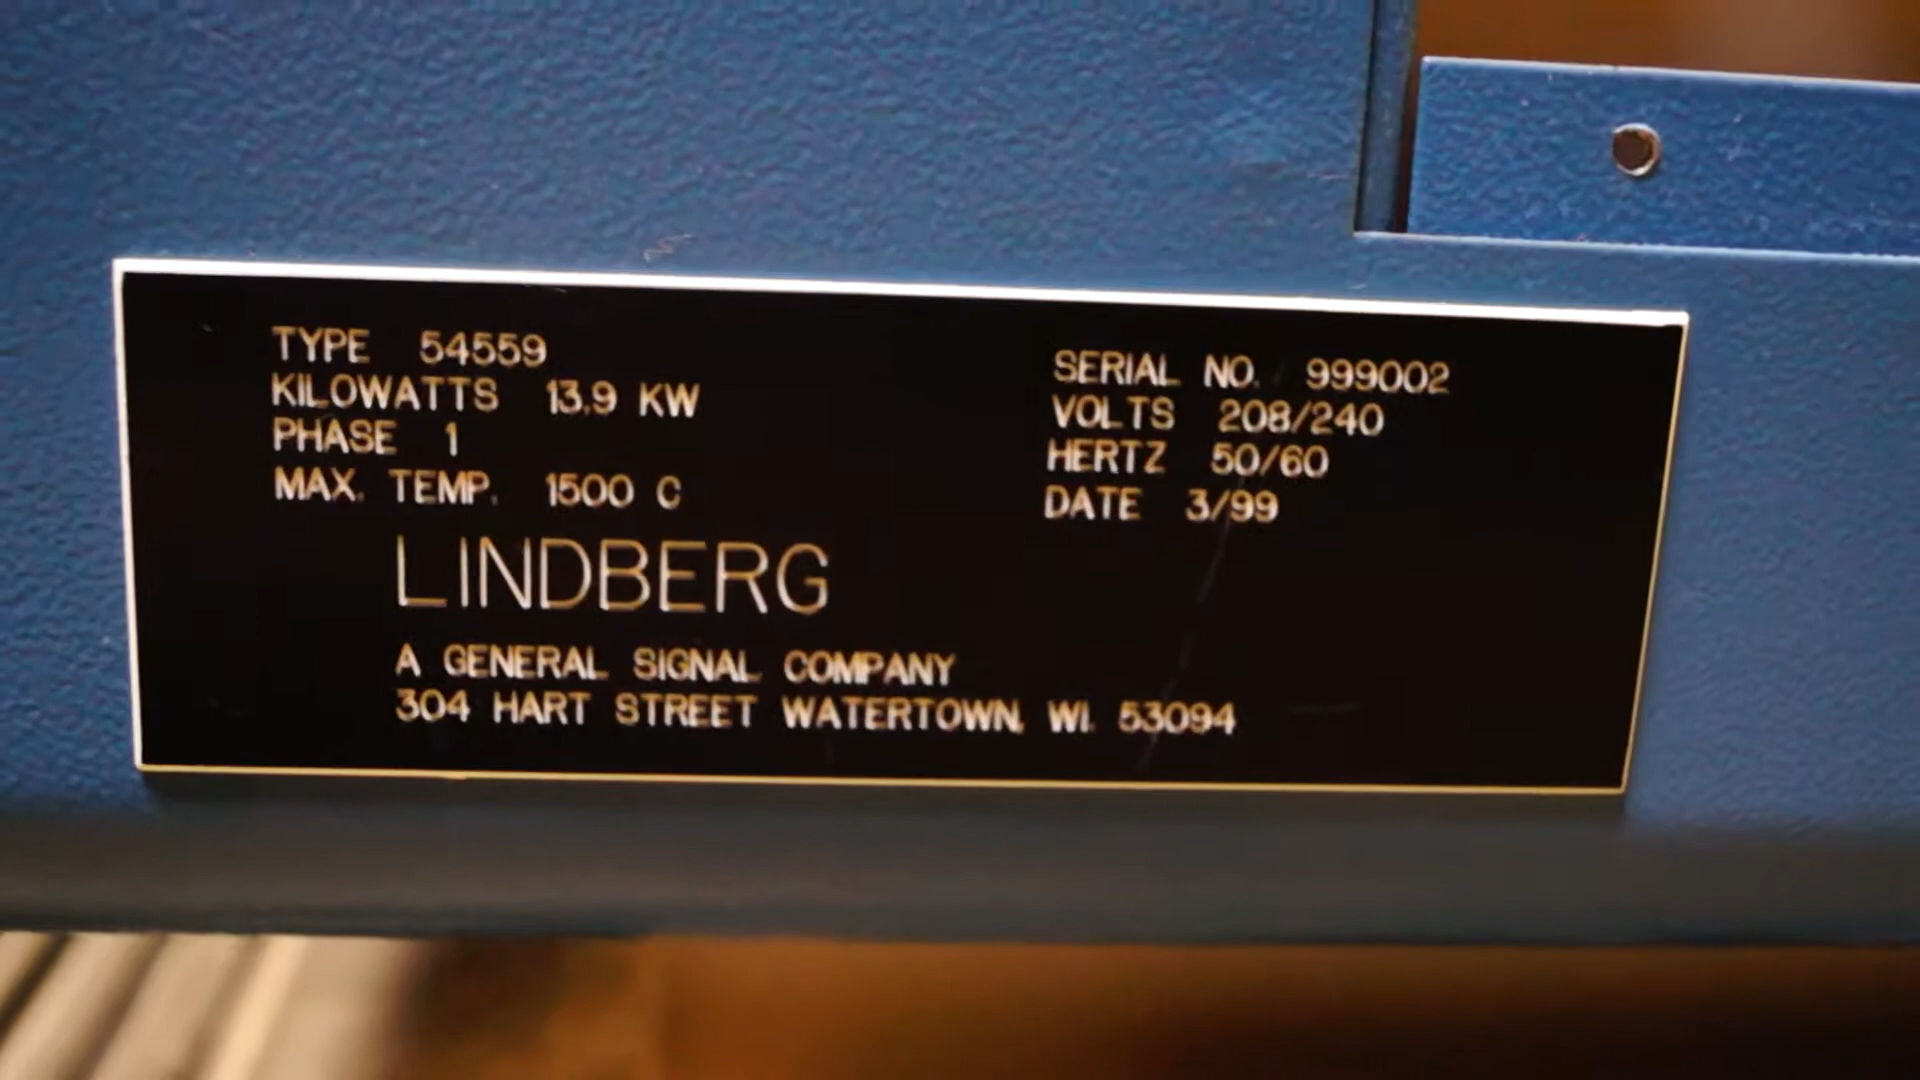 TYPE 54559
KILOWATTS 13.9 KW
PHASE 1
MAX. TEMP. 1500 C
SERIAL NO. 999002
VOLTS 208/240
HERTZ 50/60
DATE 3/99
LINDBERG
A GENERAL SIGNAL COMPANY
304 HART STREET WATERTOWN, WI. 53094